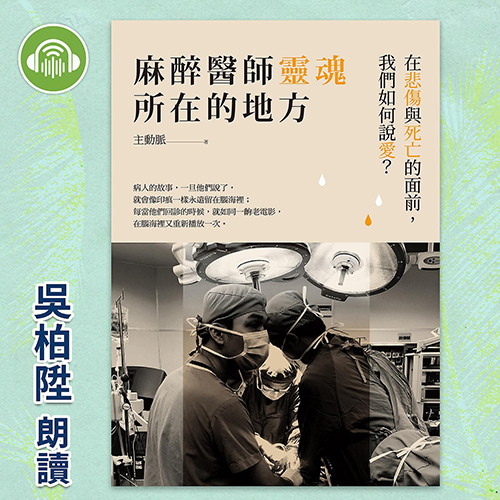 麻醉醫師靈魂
所在的地方
主動脈————著
在悲傷與死亡的面前，
我們如何說愛？
病人的故事，一旦他們說了，
就會像印痕一樣永遠留在腦海裡；
每當他們回診的時候，就如同一齣老電影，
在腦海裡又重新播放一次。
吳柏陞 朗讀